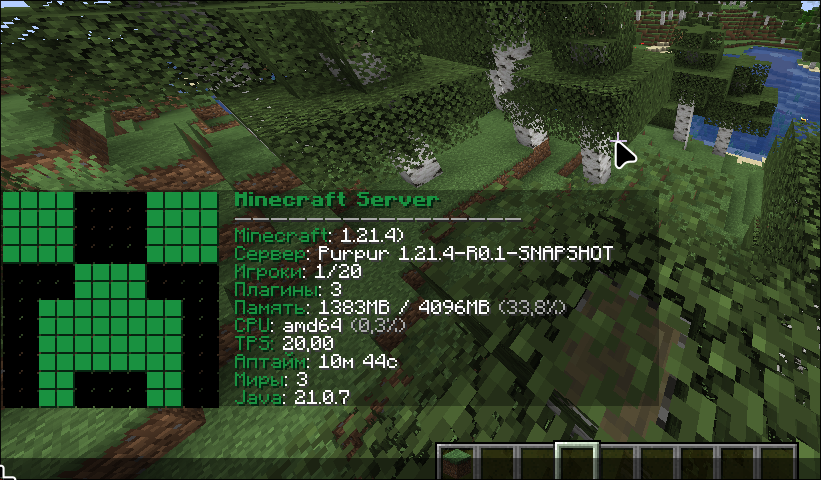 Minecraft Server
Minecraft: 1.21.4)
Сервер: Purpur 1.21.4-R0.1-SNAPSHOT
Игроки: 1/20
Плагины: 3
Память: 1383MB / 4096MB (33,8%)
CPU: amd64 (0,3%)
TPS: 20,00
Аптайм: 10м 44с
Миры: 3
Java: 21.0.7